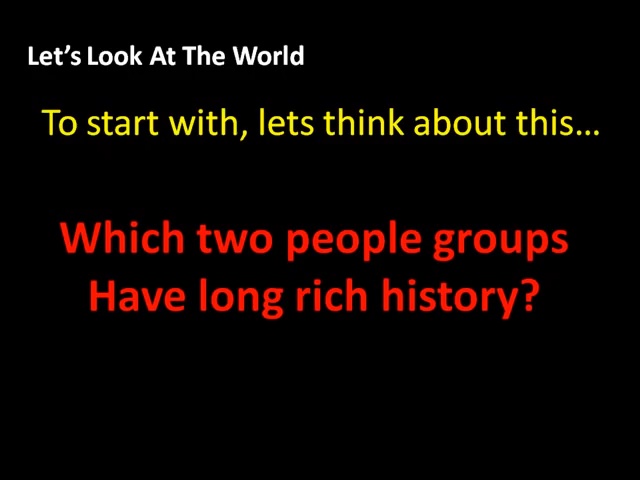 Let's Look At The World
To start with, lets think about this…
Which two people groups
Have long rich history?